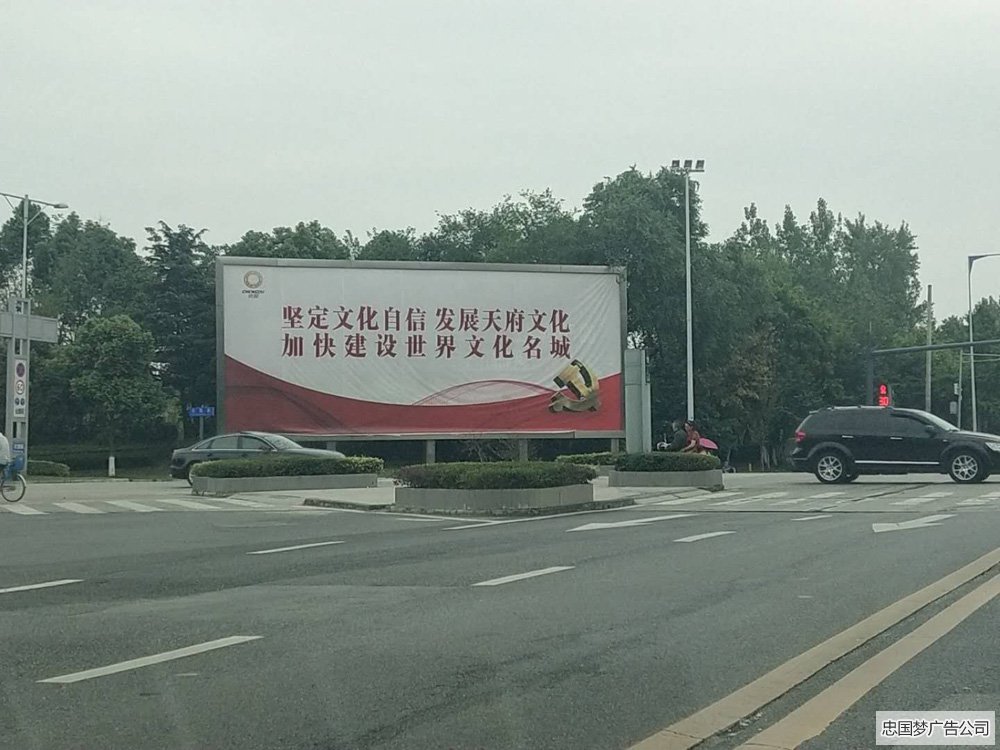 坚定文化自信 发展天府文化
加快建设世界文化名城
忠国梦广告公司